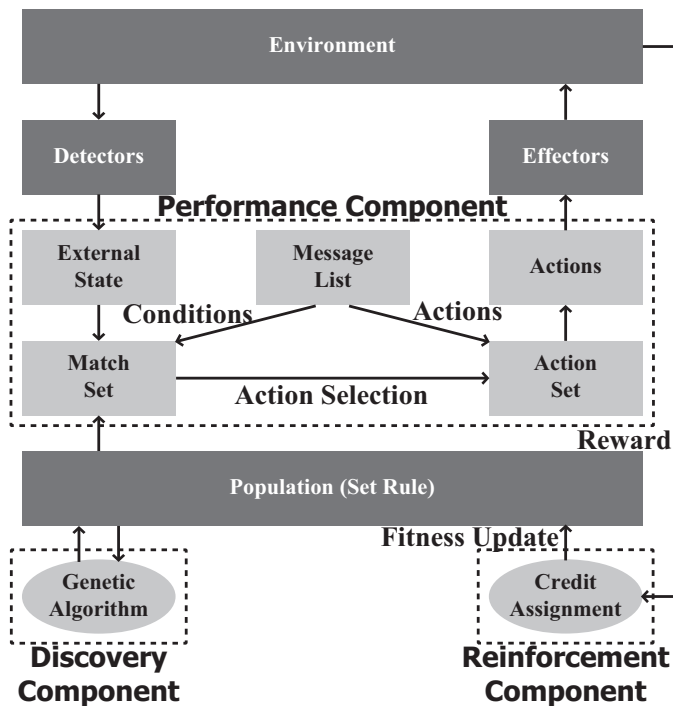 Environment
Detectors
Effectors
Performance Component
External
State
Message
List
Actions
Conditions
Actions
Match
Set
Action Selection
Action
Set
Reward
Population (Set Rule)
Fitness Update
Genetic
Algorithm
Credit
Assignment
Discovery
Component
Reinforcement
Component